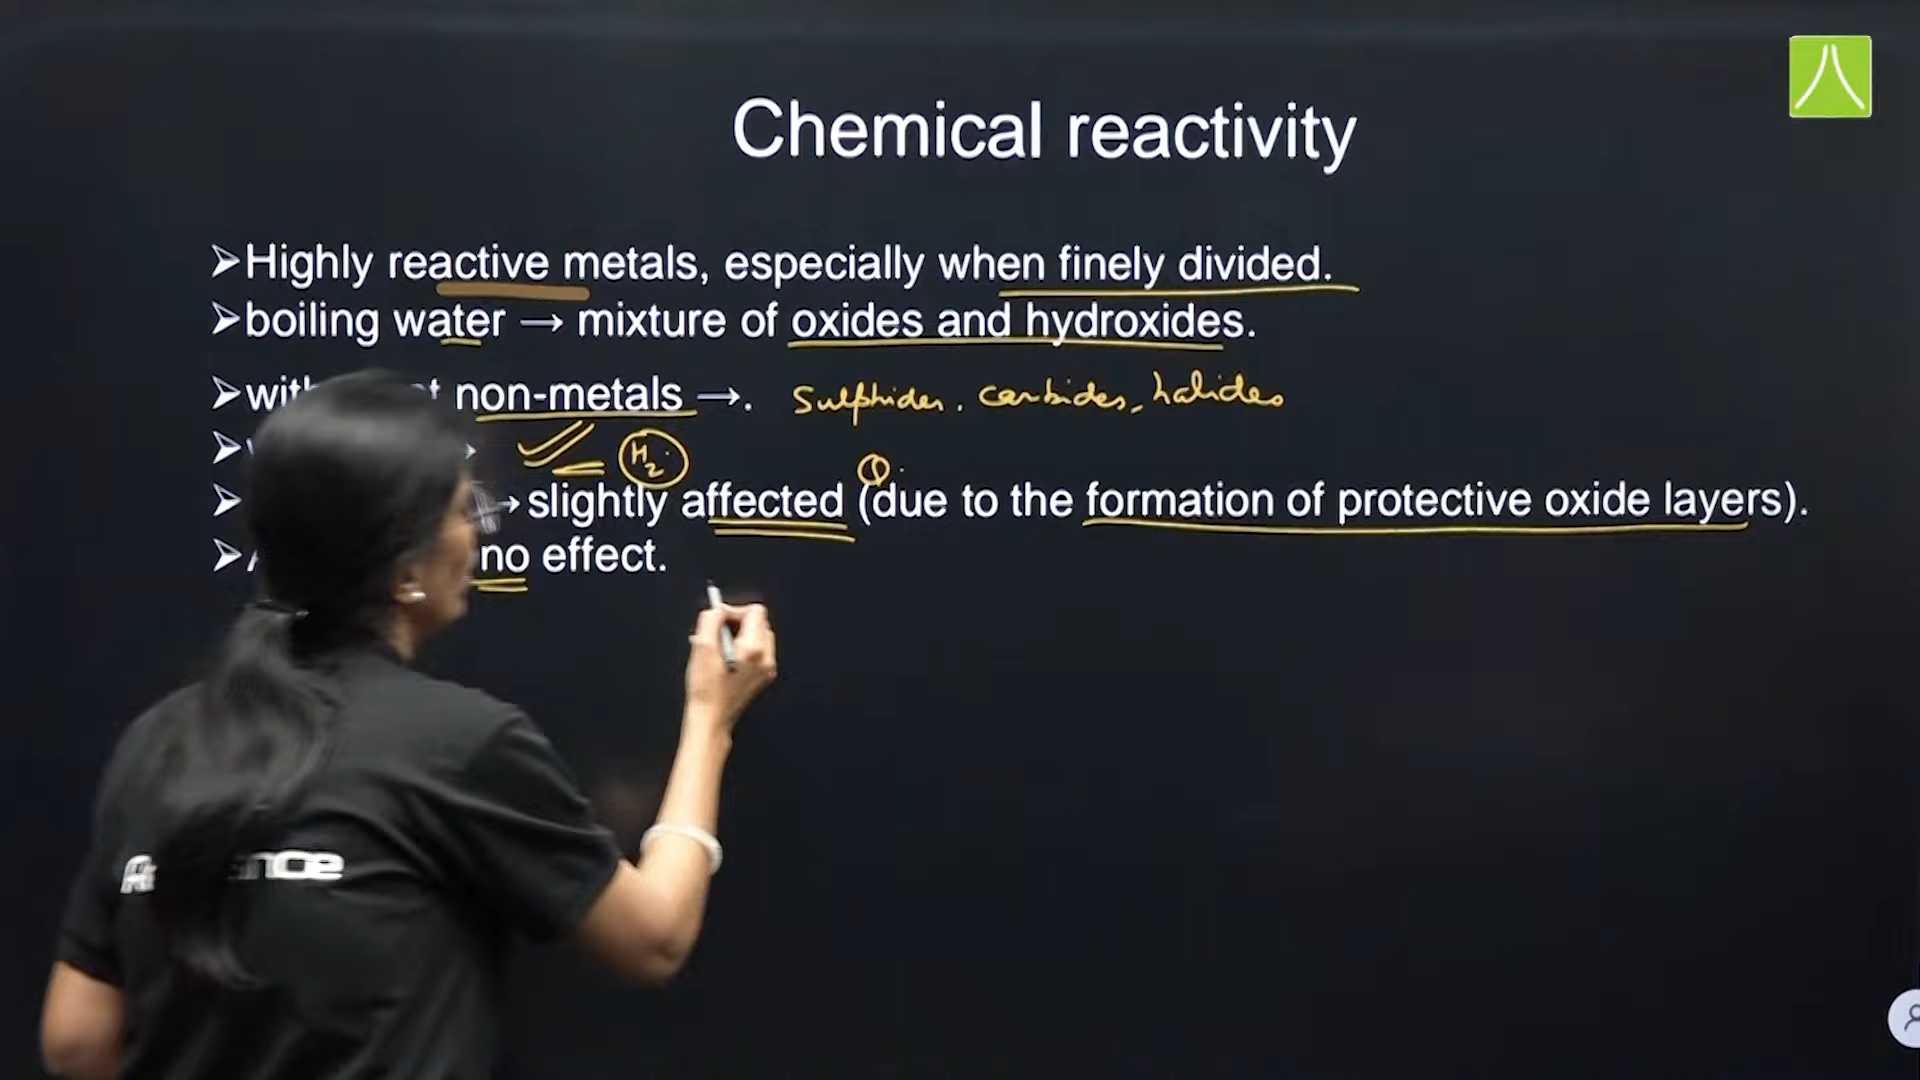 Chemical reactivity
➤Highly reactive metals, especially when finely divided.
➤boiling water → mixture of oxides and hydroxides.
➤ non-metals →. Sulphides, carbides, halides
➤ H₂
➤ →slightly affected (due to the formation of protective oxide layers).
➤ no effect.